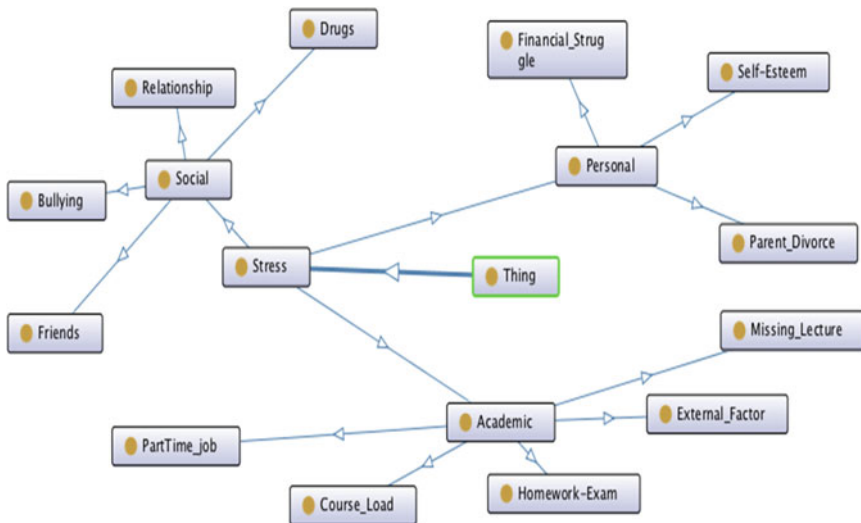 Drugs
Financial_Strug
gle
Self-Esteem
Relationship
Social
Personal
Bullying
Parent_Divorce
Stress
Thing
Friends
Missing_Lecture
Academic
External_Factor
PartTime_job
Course_Load
Homework-Exam